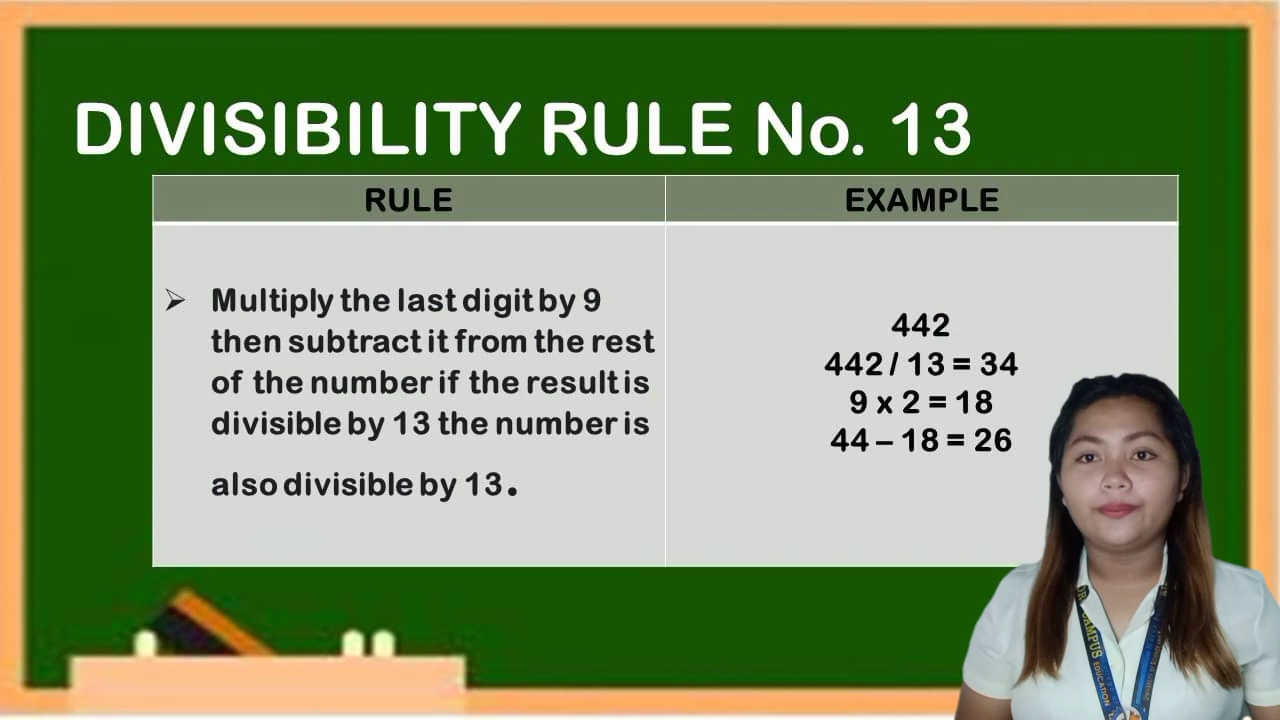 DIVISIBILITY RULE No. 13
RULE
EXAMPLE
➢ Multiply the last digit by 9
then subtract it from the rest
of the number if the result is
divisible by 13 the number is
also divisible by 13.
442
442 / 13 = 34
9 x 2 = 18
44 – 18 = 26
CAMPUS
EDUCATION